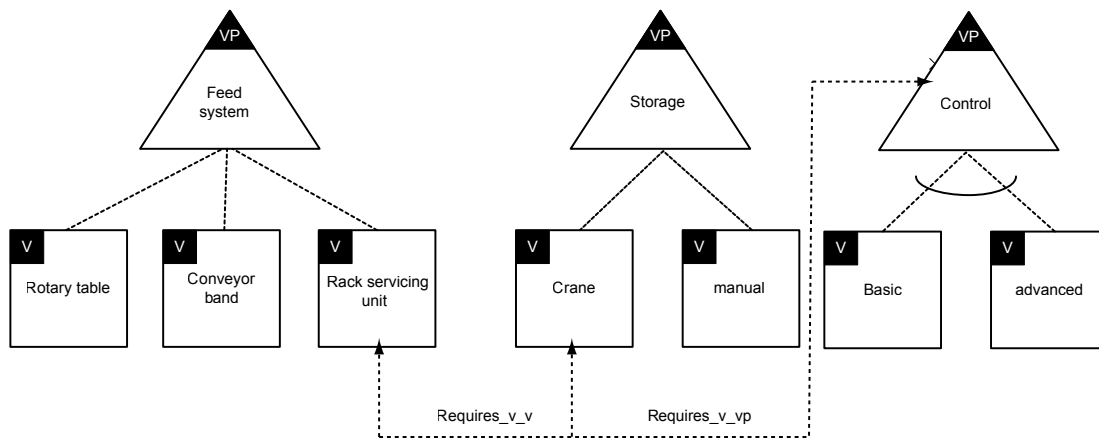 VP
Feed
system
VP
Storage
VP
Control
V
Rotary table
V
Conveyor
band
V
Rack servicing
unit
V
Crane
V
manual
V
Basic
V
advanced
Requires_v_v
Requires_v_vp